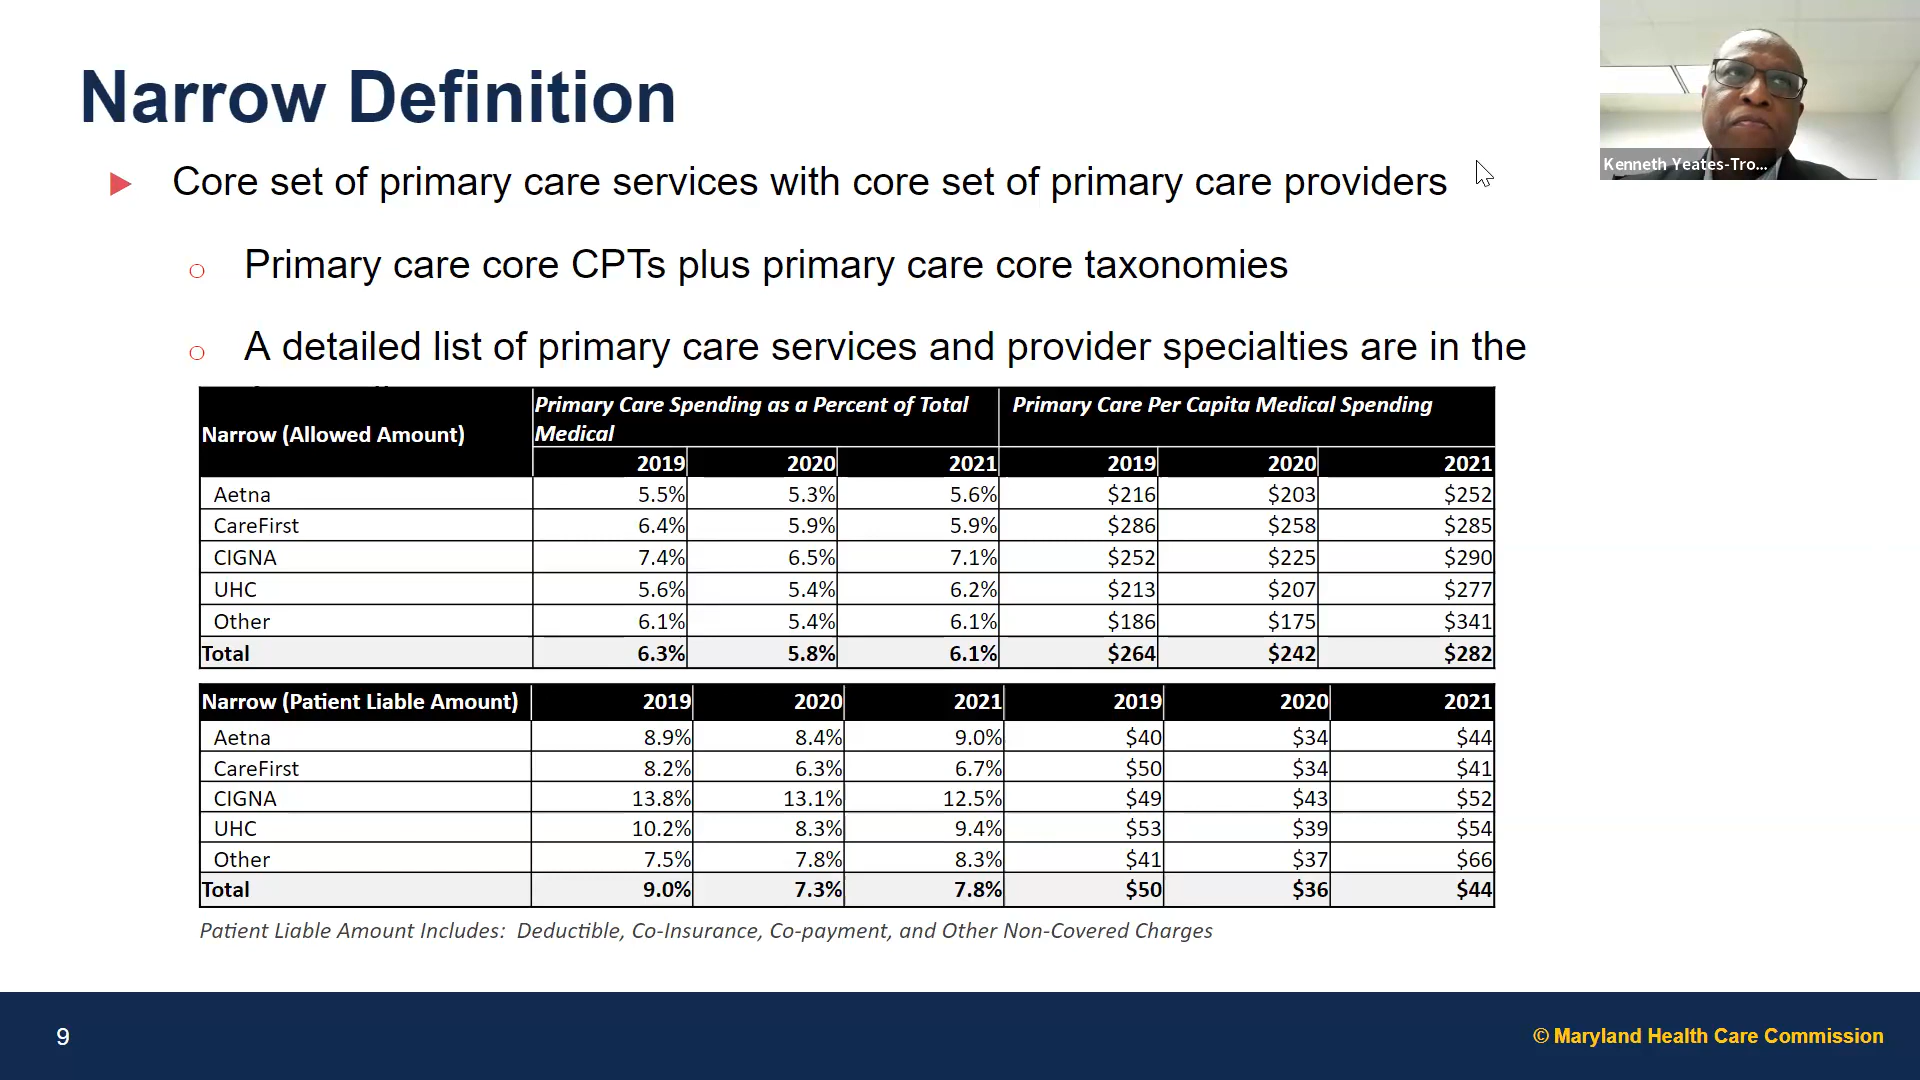 Narrow Definition
Kenneth Yeates-Tro...
Core set of primary care services with core set of primary care providers
Primary care core CPTs plus primary care core taxonomies
A detailed list of primary care services and provider specialties are in the
Narrow (Allowed Amount) Primary Care Spending as a Percent of Total Medical Primary Care Per Capita Medical Spending
2019 2020 2021 2019 2020 2021
Aetna 5.5% 5.3% 5.6% $216 $203 $252
CareFirst 6.4% 5.9% 5.9% $286 $258 $285
CIGNA 7.4% 6.5% 7.1% $252 $225 $290
UHC 5.6% 5.4% 6.2% $213 $207 $277
Other 6.1% 5.4% 6.1% $186 $175 $341
Total 6.3% 5.8% 6.1% $264 $242 $282
Narrow (Patient Liable Amount) 2019 2020 2021 2019 2020 2021
Aetna 8.9% 8.4% 9.0% $40 $34 $44
CareFirst 8.2% 6.3% 6.7% $50 $34 $41
CIGNA 13.8% 13.1% 12.5% $49 $43 $52
UHC 10.2% 8.3% 9.4% $53 $39 $54
Other 7.5% 7.8% 8.3% $41 $37 $66
Total 9.0% 7.3% 7.8% $50 $36 $44
Patient Liable Amount Includes: Deductible, Co-Insurance, Co-payment, and Other Non-Covered Charges
9
© Maryland Health Care Commission